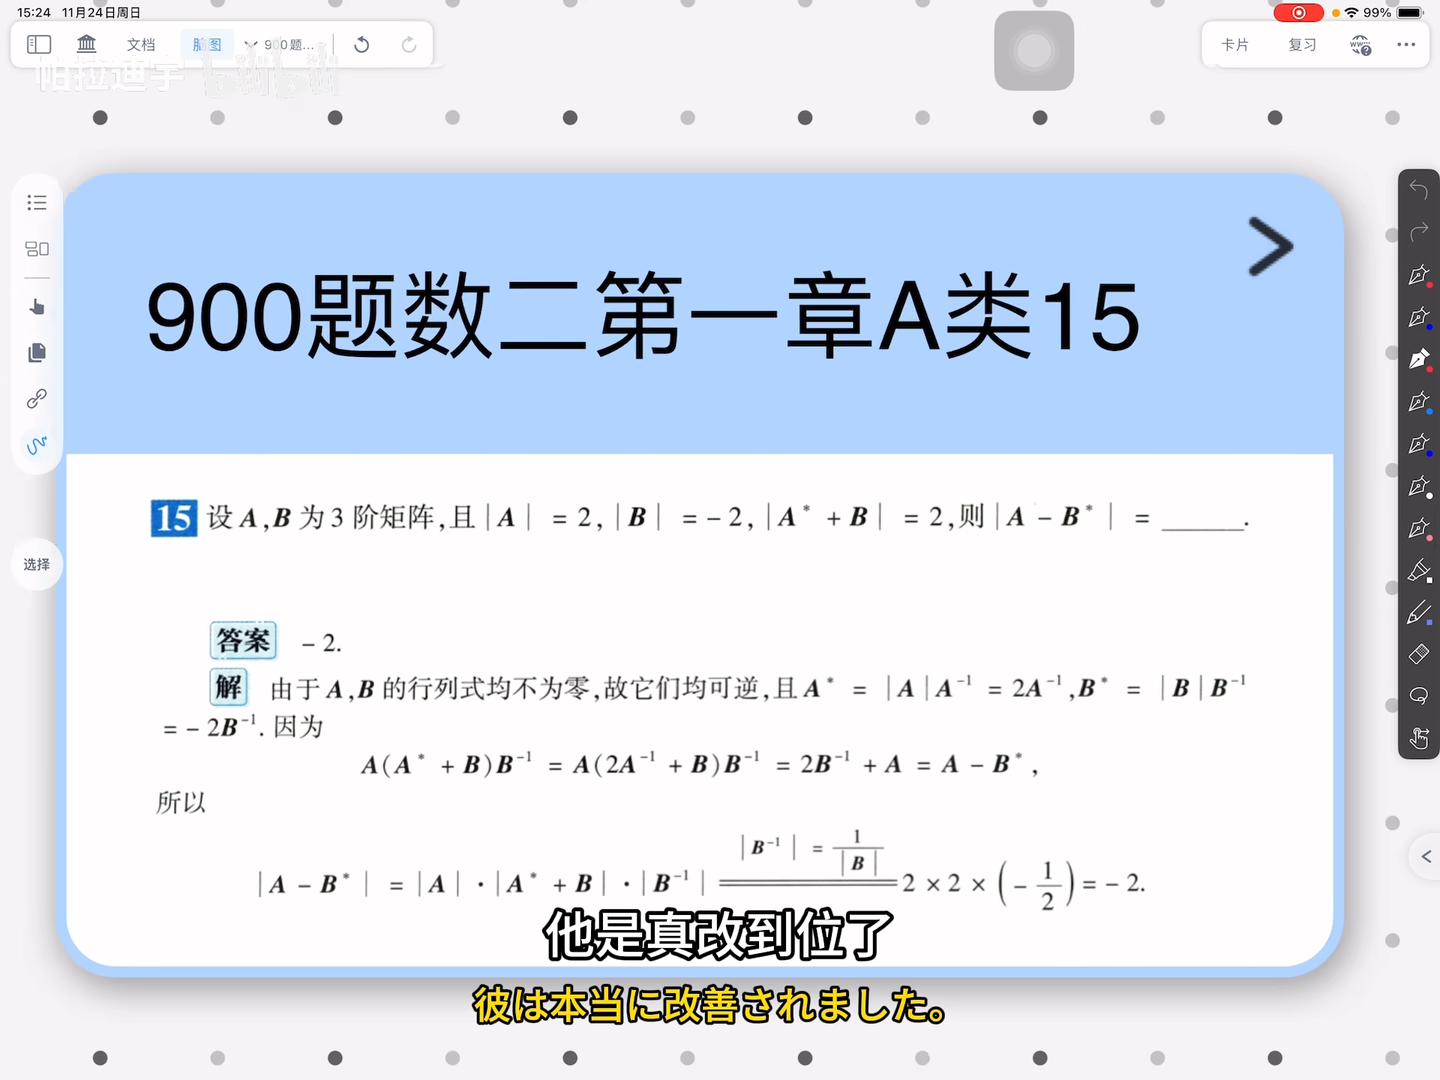 15:24 11月24日周日
99%
文档 脑图 900题...
卡片 复习
帕拉迪宇 bilibili
900题数二第一章A类15
选择
15 设A,B为3阶矩阵,且|A| = 2,|B| = -2,|A* + B| = 2,则|A - B*| = ______.
答案 -2.
解 由于A,B的行列式均不为零,故它们均可逆,且A* = |A|A⁻¹ = 2A⁻¹,B* = |B|B⁻¹
= -2B⁻¹. 因为
A(A* + B)B⁻¹ = A(2A⁻¹ + B)B⁻¹ = 2B⁻¹ + A = A - B*,
所以
|B⁻¹| = 1/|B|
|A - B*| = |A|·|A* + B|·|B⁻¹| ═══ 2 × 2 × (-1/2) = -2.
他是真改到位了
彼は本当に改善されました。